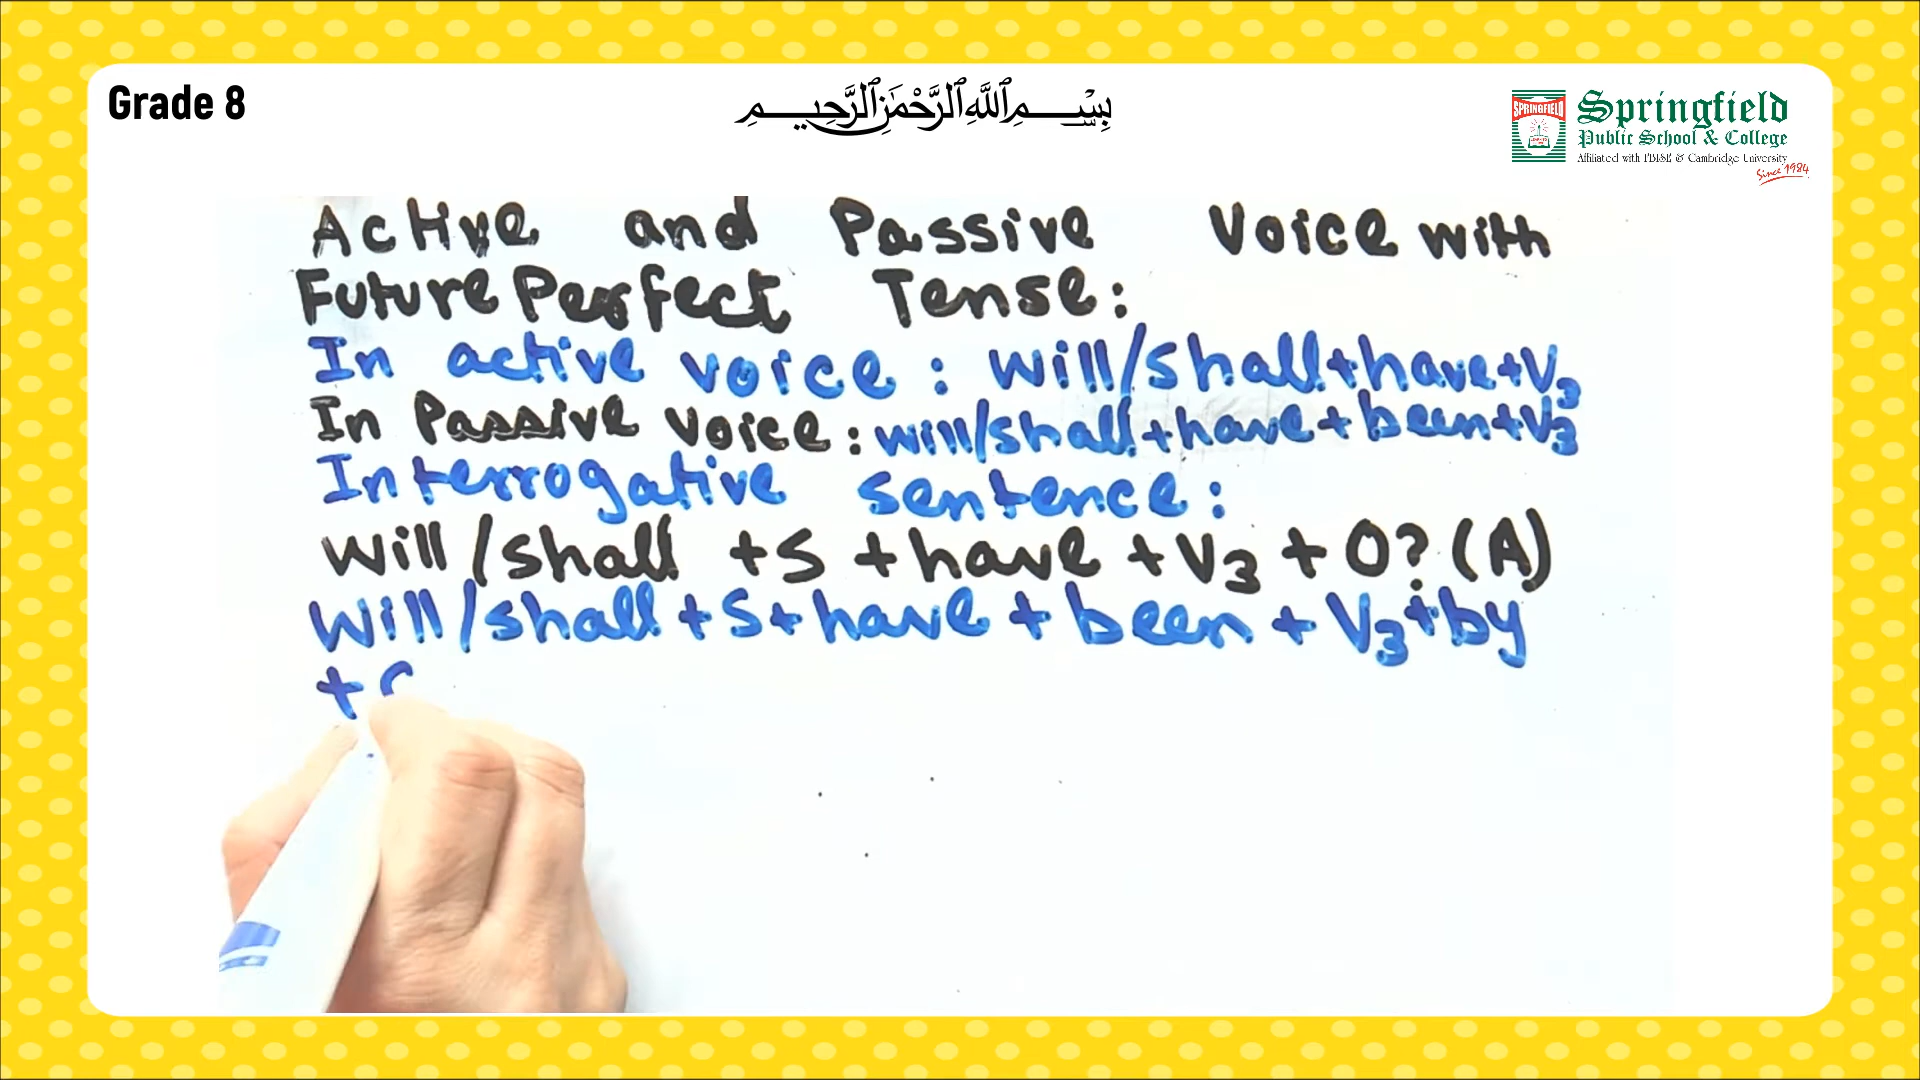 Grade 8
بِسْمِ ٱللَّٰهِ ٱلرَّحْمَٰنِ ٱلرَّحِيمِ
SPRINGFIELD
Springfield
Public School & College
Affiliated with FBISE & Cambridge University
Since 1984
Active and Passive Voice with
Future Perfect Tense:
In active voice: will/shall+have+V3
In Passive voice: will/shall+have+been+V3
Interrogative sentence:
Will/shall +S +have +V3 + O? (A)
Will/shall +S+have + been + V3+by
+